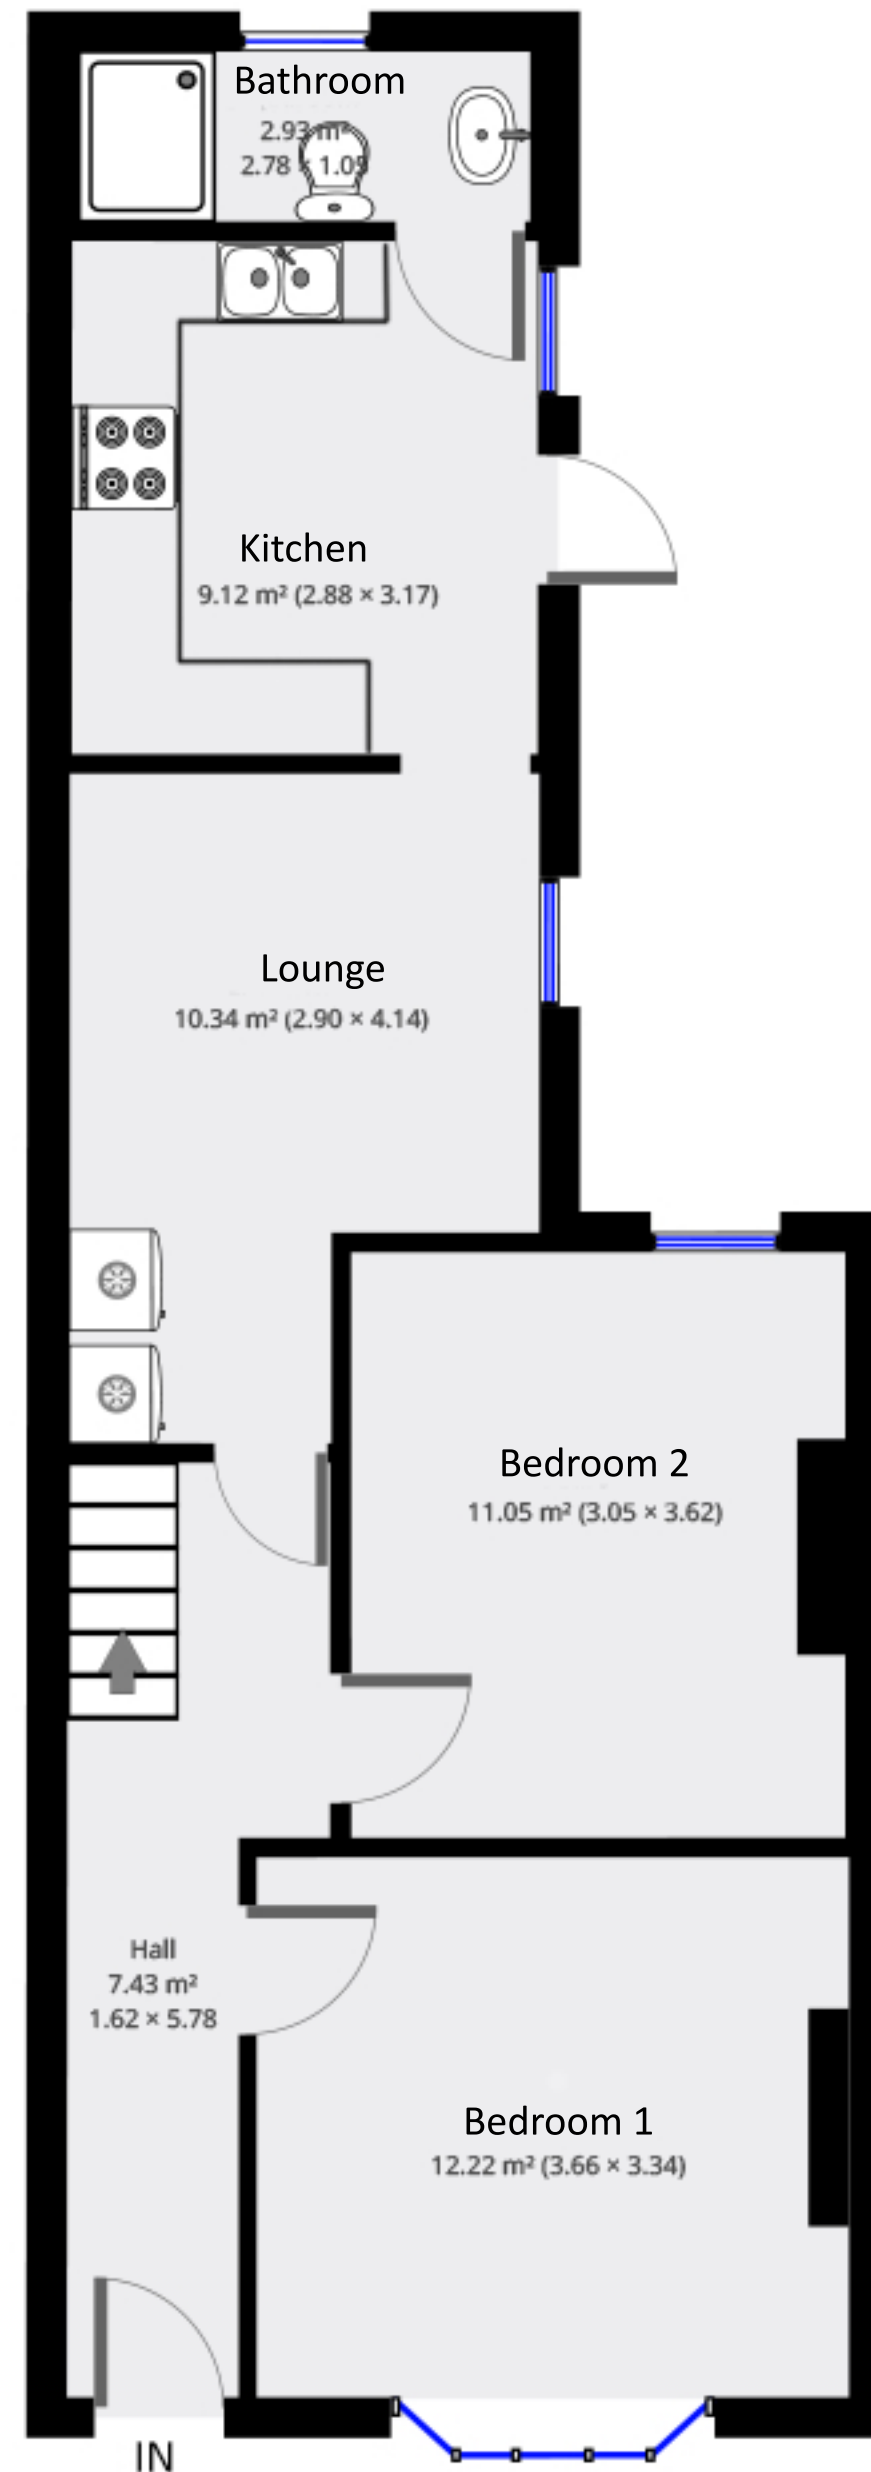 Bathroom
2.93 m²
2.78 × 1.05
Kitchen
9.12 m² (2.88 × 3.17)
Lounge
10.34 m² (2.90 × 4.14)
Bedroom 2
11.05 m² (3.05 × 3.62)
Hall
7.43 m²
1.62 × 5.78
Bedroom 1
12.22 m² (3.66 × 3.34)
IN